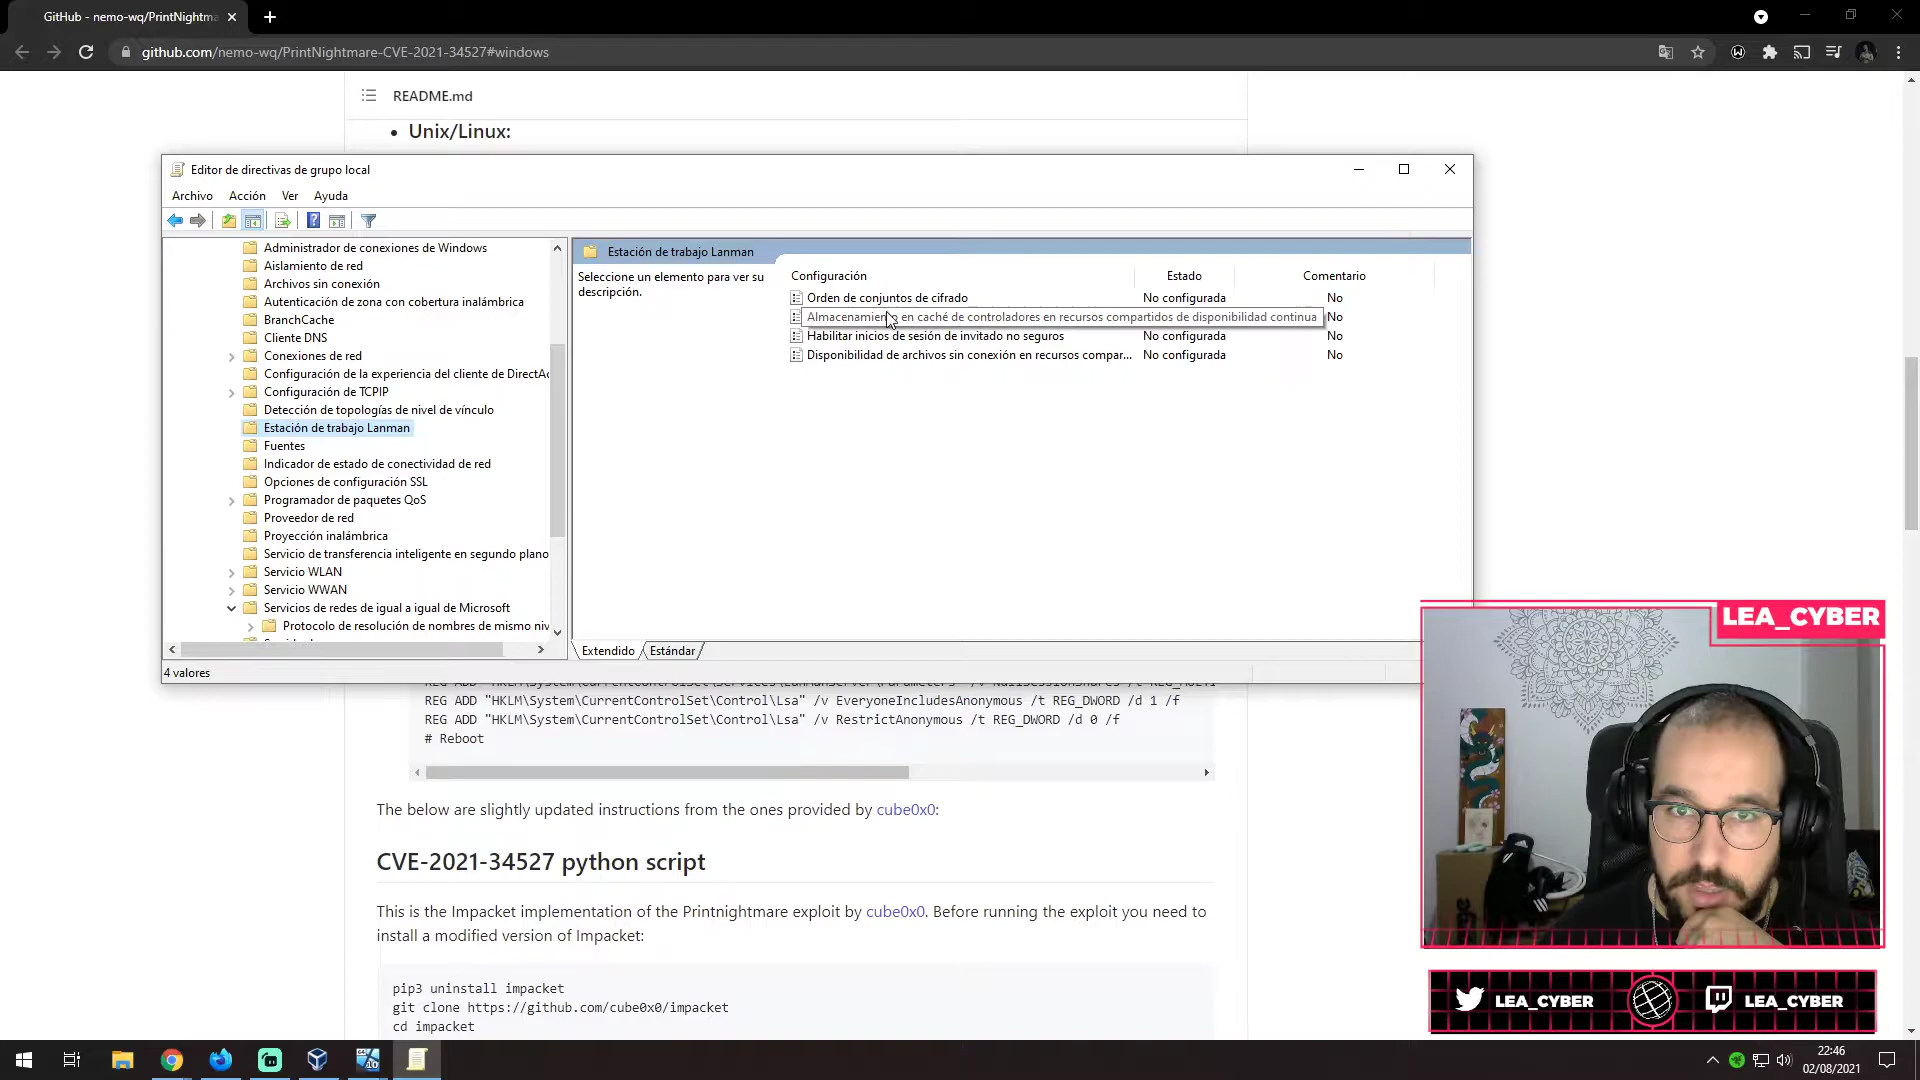 GitHub - nemo-wq/PrintNightma
github.com/nemo-wq/PrintNightmare-CVE-2021-34527#windows
README.md
Unix/Linux:
Editor de directivas de grupo local
Archivo Acción Ver Ayuda
Administrador de conexiones de Windows
Aislamiento de red
Archivos sin conexión
Autenticación de zona con cobertura inalámbrica
BranchCache
Cliente DNS
Conexiones de red
Configuración de la experiencia del cliente de DirectAc
Configuración de TCPIP
Detección de topologías de nivel de vínculo
Estación de trabajo Lanman
Fuentes
Indicador de estado de conectividad de red
Opciones de configuración SSL
Programador de paquetes QoS
Proveedor de red
Proyección inalámbrica
Servicio de transferencia inteligente en segundo plano
Servicio WLAN
Servicio WWAN
Servicios de redes de igual a igual de Microsoft
Protocolo de resolución de nombres de mismo niv
4 valores
Estación de trabajo Lanman
Seleccione un elemento para ver su
descripción.
Configuración Estado Comentario
Orden de conjuntos de cifrado No configurada No
Almacenamiento en caché de controladores en recursos compartidos de disponibilidad continua No
Habilitar inicios de sesión de invitado no seguros No configurada No
Disponibilidad de archivos sin conexión en recursos compar... No configurada No
Extendido Estándar
REG ADD "HKLM\System\CurrentControlSet\Control\Lsa" /v EveryoneIncludesAnonymous /t REG_DWORD /d 1 /f
REG ADD "HKLM\System\CurrentControlSet\Control\Lsa" /v RestrictAnonymous /t REG_DWORD /d 0 /f
# Reboot
The below are slightly updated instructions from the ones provided by cube0x0:
CVE-2021-34527 python script
This is the Impacket implementation of the Printnightmare exploit by cube0x0. Before running the exploit you need to
install a modified version of Impacket:
pip3 uninstall impacket
git clone https://github.com/cube0x0/impacket
cd impacket
LEA_CYBER
LEA_CYBER LEA_CYBER
22:46
02/08/2021